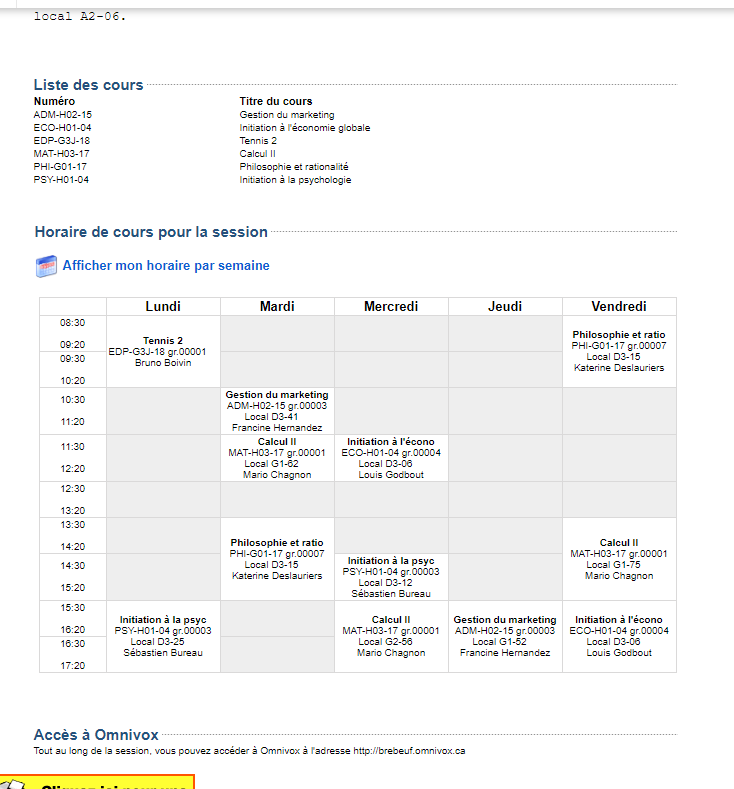 local A2-06.
Liste des cours
Numéro Titre du cours
ADM-H02-15 Gestion du marketing
ECO-H01-04 Initiation à l'économie globale
EDP-G3J-18 Tennis 2
MAT-H03-17 Calcul II
PHI-G01-17 Philosophie et rationalité
PSY-H01-04 Initiation à la psychologie
Horaire de cours pour la session
Afficher mon horaire par semaine
Lundi Mardi Mercredi Jeudi Vendredi
08:30
09:20
09:30
10:20
Tennis 2
EDP-G3J-18 gr.00001
Bruno Boivin
Philosophie et ratio
PHI-G01-17 gr.00007
Local D3-15
Katerine Deslauriers
10:30
11:20
Gestion du marketing
ADM-H02-15 gr.00003
Local D3-41
Francine Hernandez
11:30
12:20
Calcul II
MAT-H03-17 gr.00001
Local G1-62
Mario Chagnon
Initiation à l'écono
ECO-H01-04 gr.00004
Local D3-06
Louis Godbout
12:30
13:20
13:30
14:20
14:30
15:20
Philosophie et ratio
PHI-G01-17 gr.00007
Local D3-15
Katerine Deslauriers
Initiation à la psyc
PSY-H01-04 gr.00003
Local D3-12
Sébastien Bureau
Calcul II
MAT-H03-17 gr.00001
Local G1-75
Mario Chagnon
15:30
16:20
16:30
17:20
Initiation à la psyc
PSY-H01-04 gr.00003
Local D3-25
Sébastien Bureau
Calcul II
MAT-H03-17 gr.00001
Local G2-56
Mario Chagnon
Gestion du marketing
ADM-H02-15 gr.00003
Local G1-52
Francine Hernandez
Initiation à l'écono
ECO-H01-04 gr.00004
Local D3-06
Louis Godbout
Accès à Omnivox
Tout au long de la session, vous pouvez accéder à Omnivox à l'adresse http://brebeuf.omnivox.ca
Cliquez ici pour une